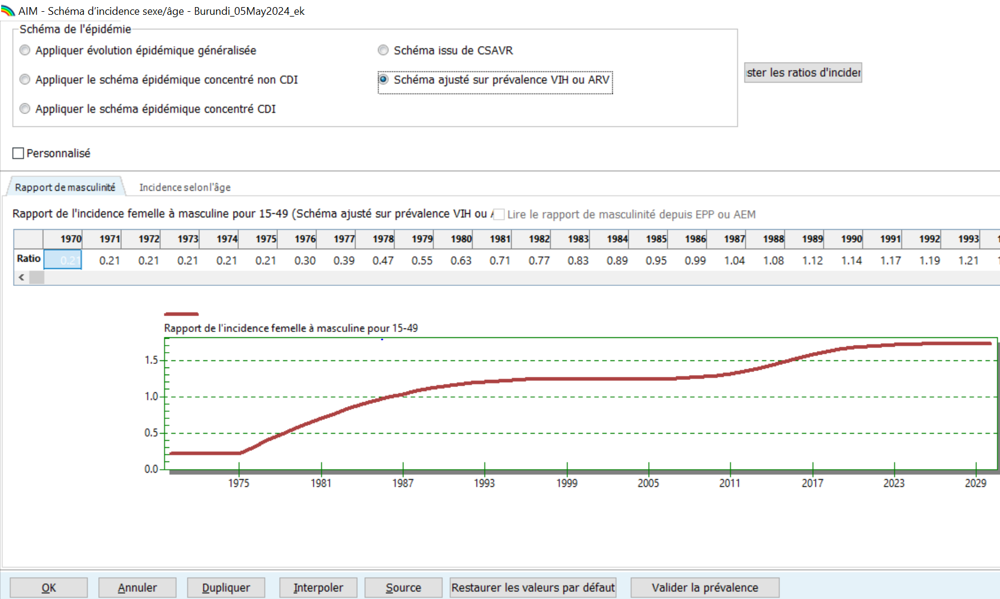 AIM - Schéma d’incidence sexe/âge - Burundi_05May2024_ek
Schéma de l'épidémie
Appliquer évolution épidémique généralisée
Schéma issu de CSAVR
Appliquer le schéma épidémique concentré non CDI
Schéma ajusté sur prévalence VIH ou ARV
ster les ratios d'incider
Appliquer le schéma épidémique concentré CDI
Personnalisé
Rapport de masculinité
Incidence selon l'âge
Rapport de l'incidence femelle à masculine pour 15-49 (Schéma ajusté sur prévalence VIH ou
Lire le rapport de masculinité depuis EPP ou AEM
1970 1971 1972 1973 1974 1975 1976 1977 1978 1979 1980 1981 1982 1983 1984 1985 1986 1987 1988 1989 1990 1991 1992 1993
Ratio 0.21 0.21 0.21 0.21 0.21 0.21 0.30 0.39 0.47 0.55 0.63 0.71 0.77 0.83 0.89 0.95 0.99 1.04 1.08 1.12 1.14 1.17 1.19 1.21
Rapport de l'incidence femelle à masculine pour 15-49
1.5
1.0
0.5
0.0
1975 1981 1987 1993 1999 2005 2011 2017 2023 2029
OK
Annuler
Dupliquer
Interpoler
Source
Restaurer les valeurs par défaut
Valider la prévalence